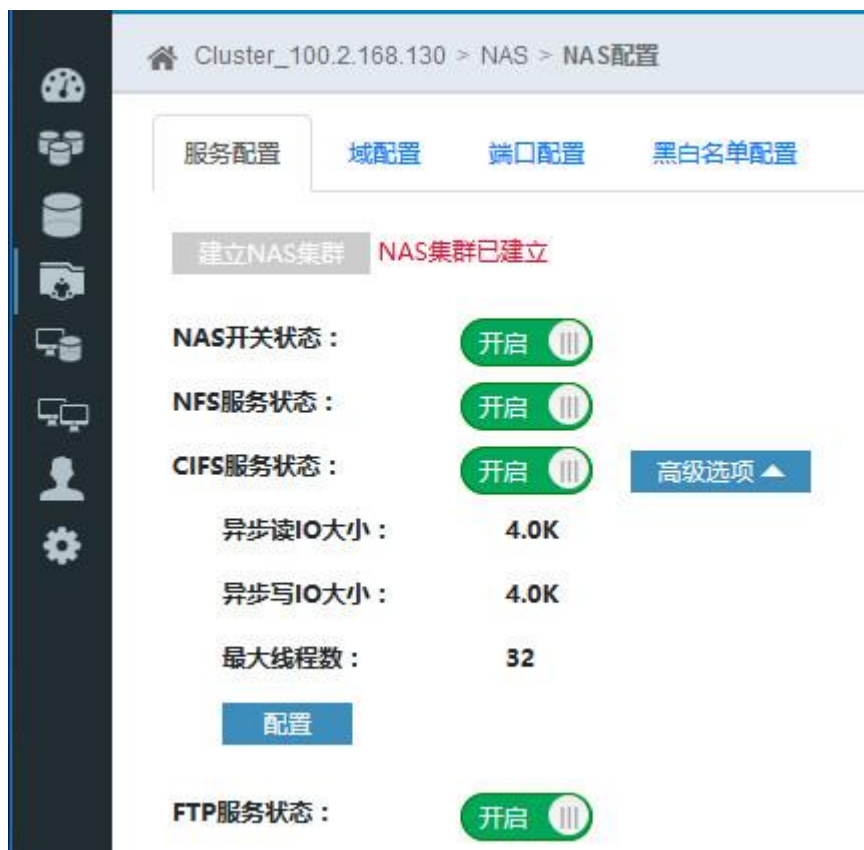 Cluster_100.2.168.130 > NAS > NAS配置
服务配置 域配置 端口配置 黑白名单配置
建立NAS集群 NAS集群已建立
NAS开关状态： 开启
NFS服务状态： 开启
CIFS服务状态： 开启 高级选项
异步读IO大小： 4.0K
异步写IO大小： 4.0K
最大线程数： 32
配置
FTP服务状态： 开启